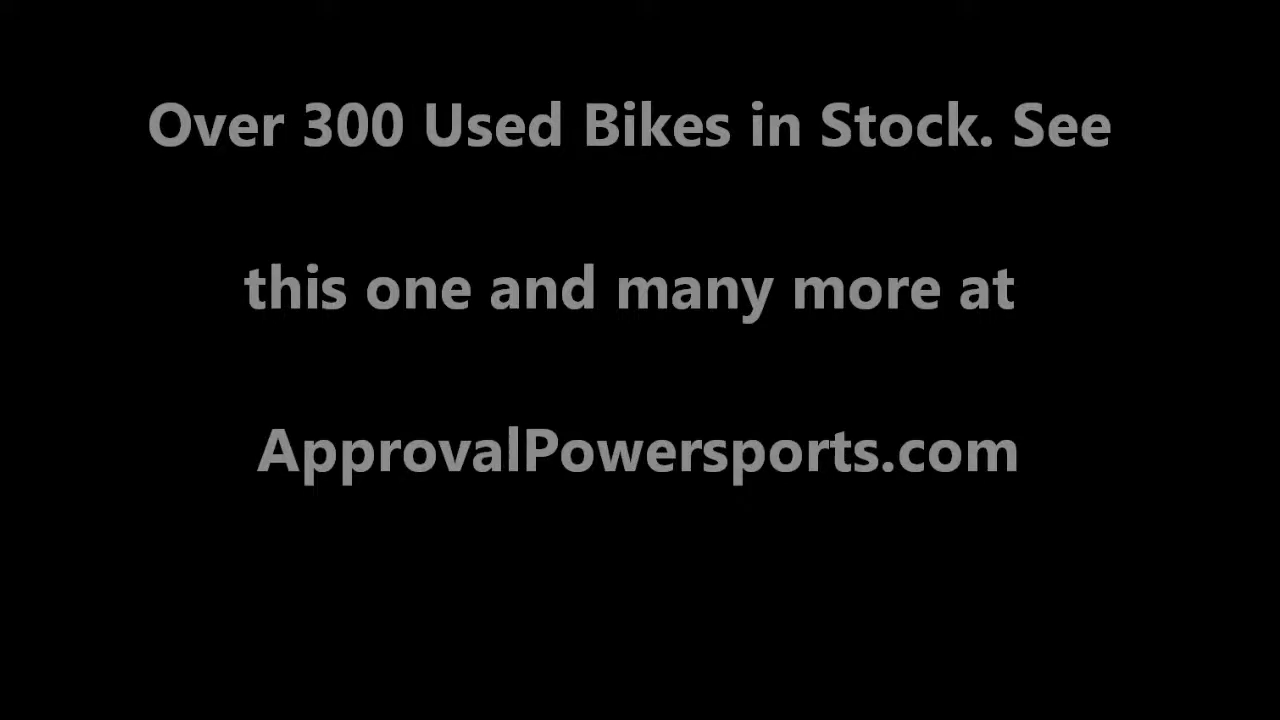 Over 300 Used Bikes in Stock. See
this one and many more at
ApprovalPowersports.com